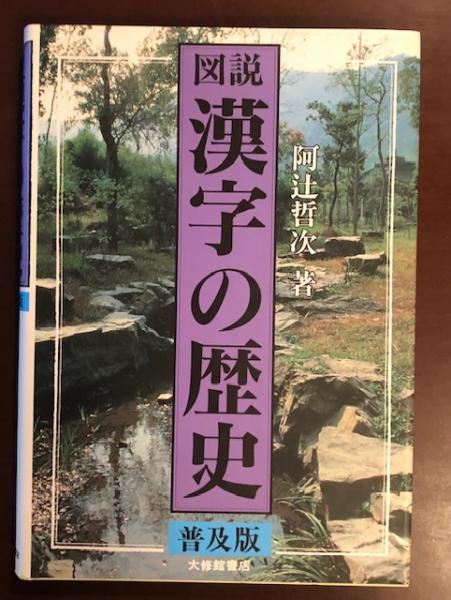 図説
漢字の歴史
阿辻哲次 著
普及版
大修館書店